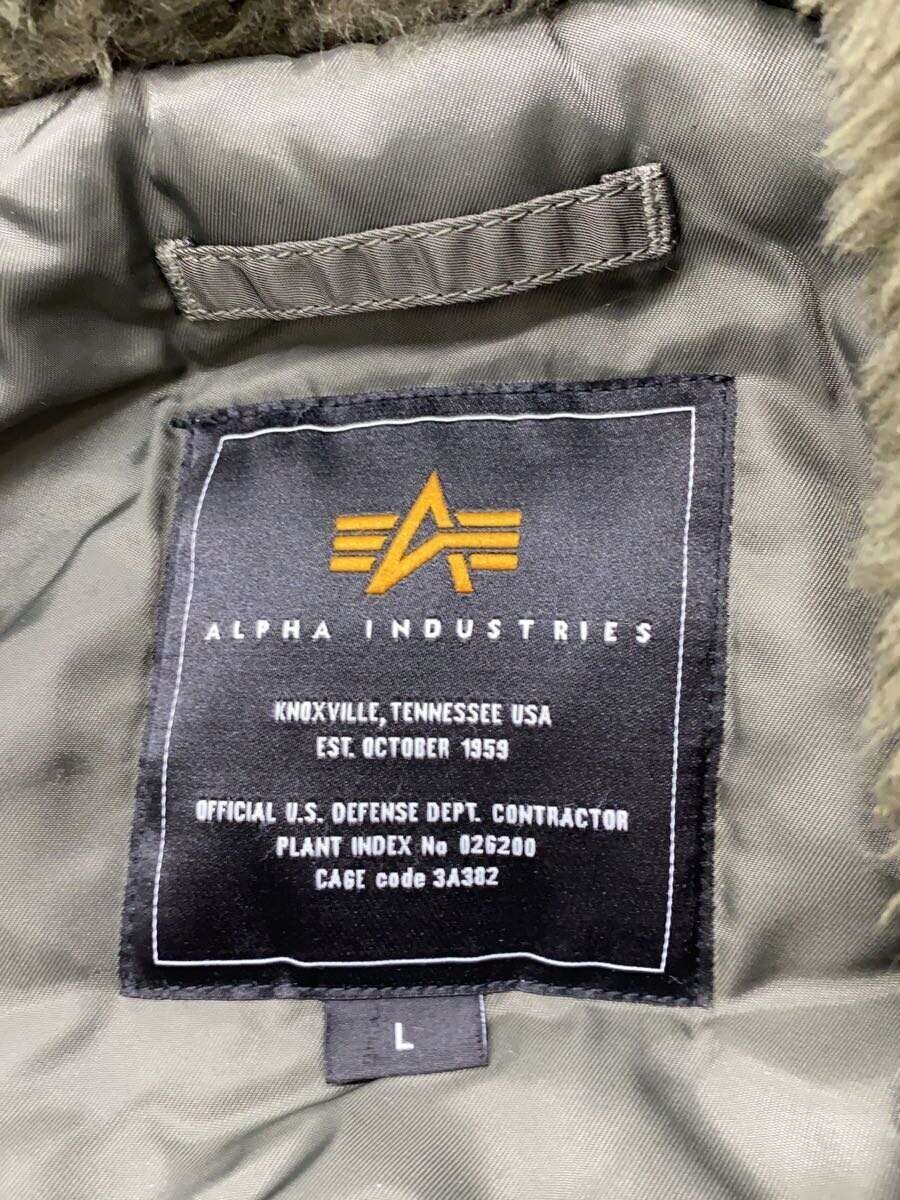 ALPHA INDUSTRIES
KNOXVILLE, TENNESSEE USA
EST. OCTOBER 1959
OFFICIAL U.S. DEFENSE DEPT. CONTRACTOR
PLANT INDEX No 026200
CAGE code 3A382
L